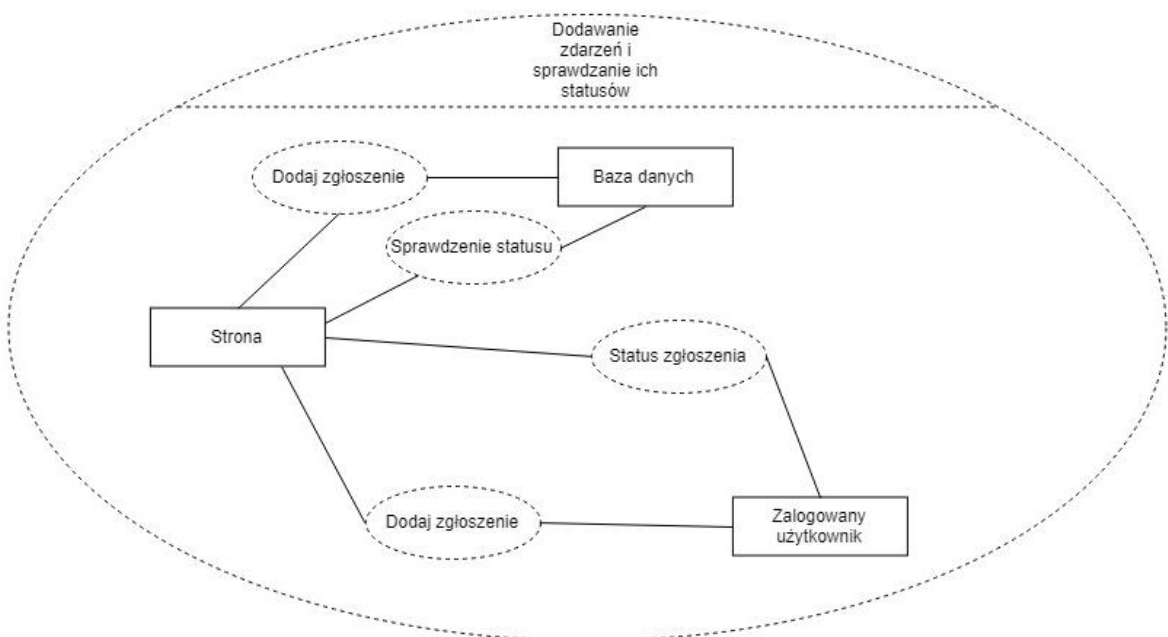 Dodawanie
zdarzeń i
sprawdzanie ich
statusów
Dodaj zgłoszenie
Baza danych
Sprawdzenie statusu
Strona
Status zgłoszenia
Dodaj zgłoszenie
Zalogowany
użytkownik